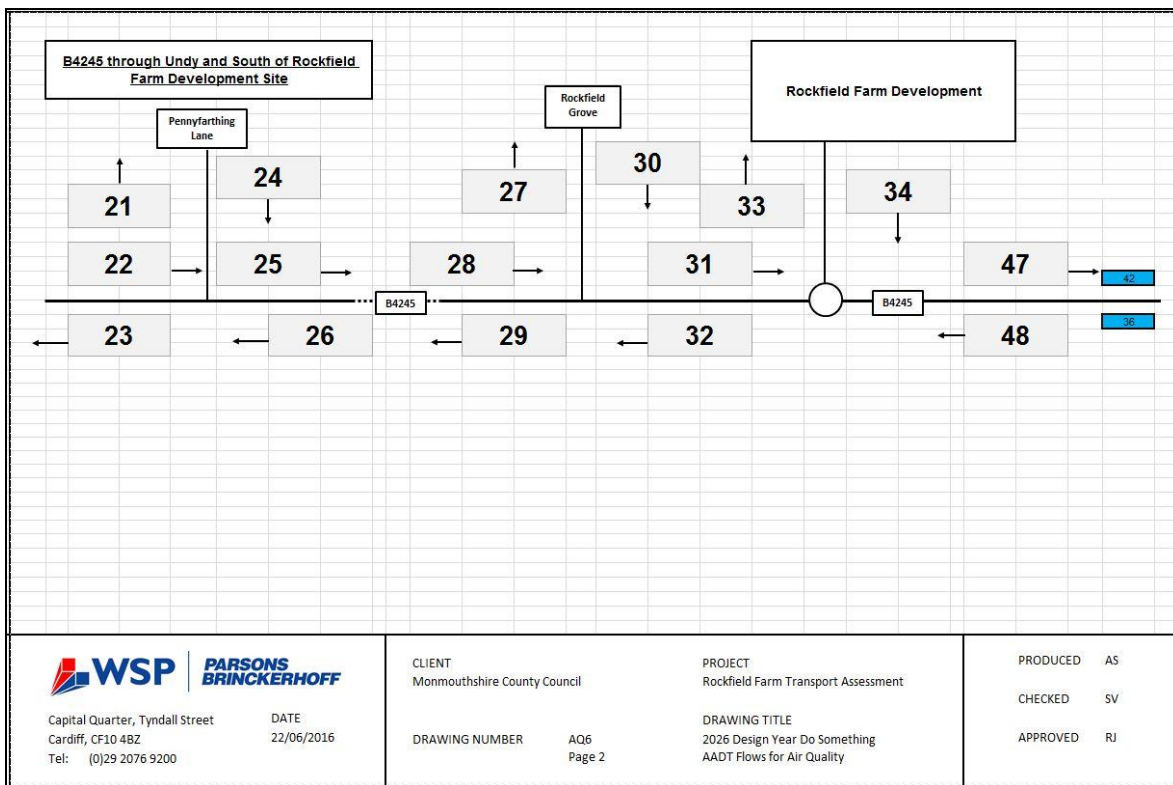 B4245 through Undy and South of Rockfield
Farm Development Site
Pennyfarthing
Lane
Rockfield
Grove
Rockfield Farm Development
21
24
27
30
33
34
22
25
28
31
47
42
B4245
B4245
23
26
29
32
48
36
WSP
PARSONS
BRINCKERHOFF
Capital Quarter, Tyndall Street
Cardiff, CF10 4BZ
Tel: (0)29 2076 9200
DATE
22/06/2016
CLIENT
Monmouthshire County Council
DRAWING NUMBER AQ6
Page 2
PROJECT
Rockfield Farm Transport Assessment
DRAWING TITLE
2026 Design Year Do Something
AADT Flows for Air Quality
PRODUCED AS
CHECKED SV
APPROVED RJ